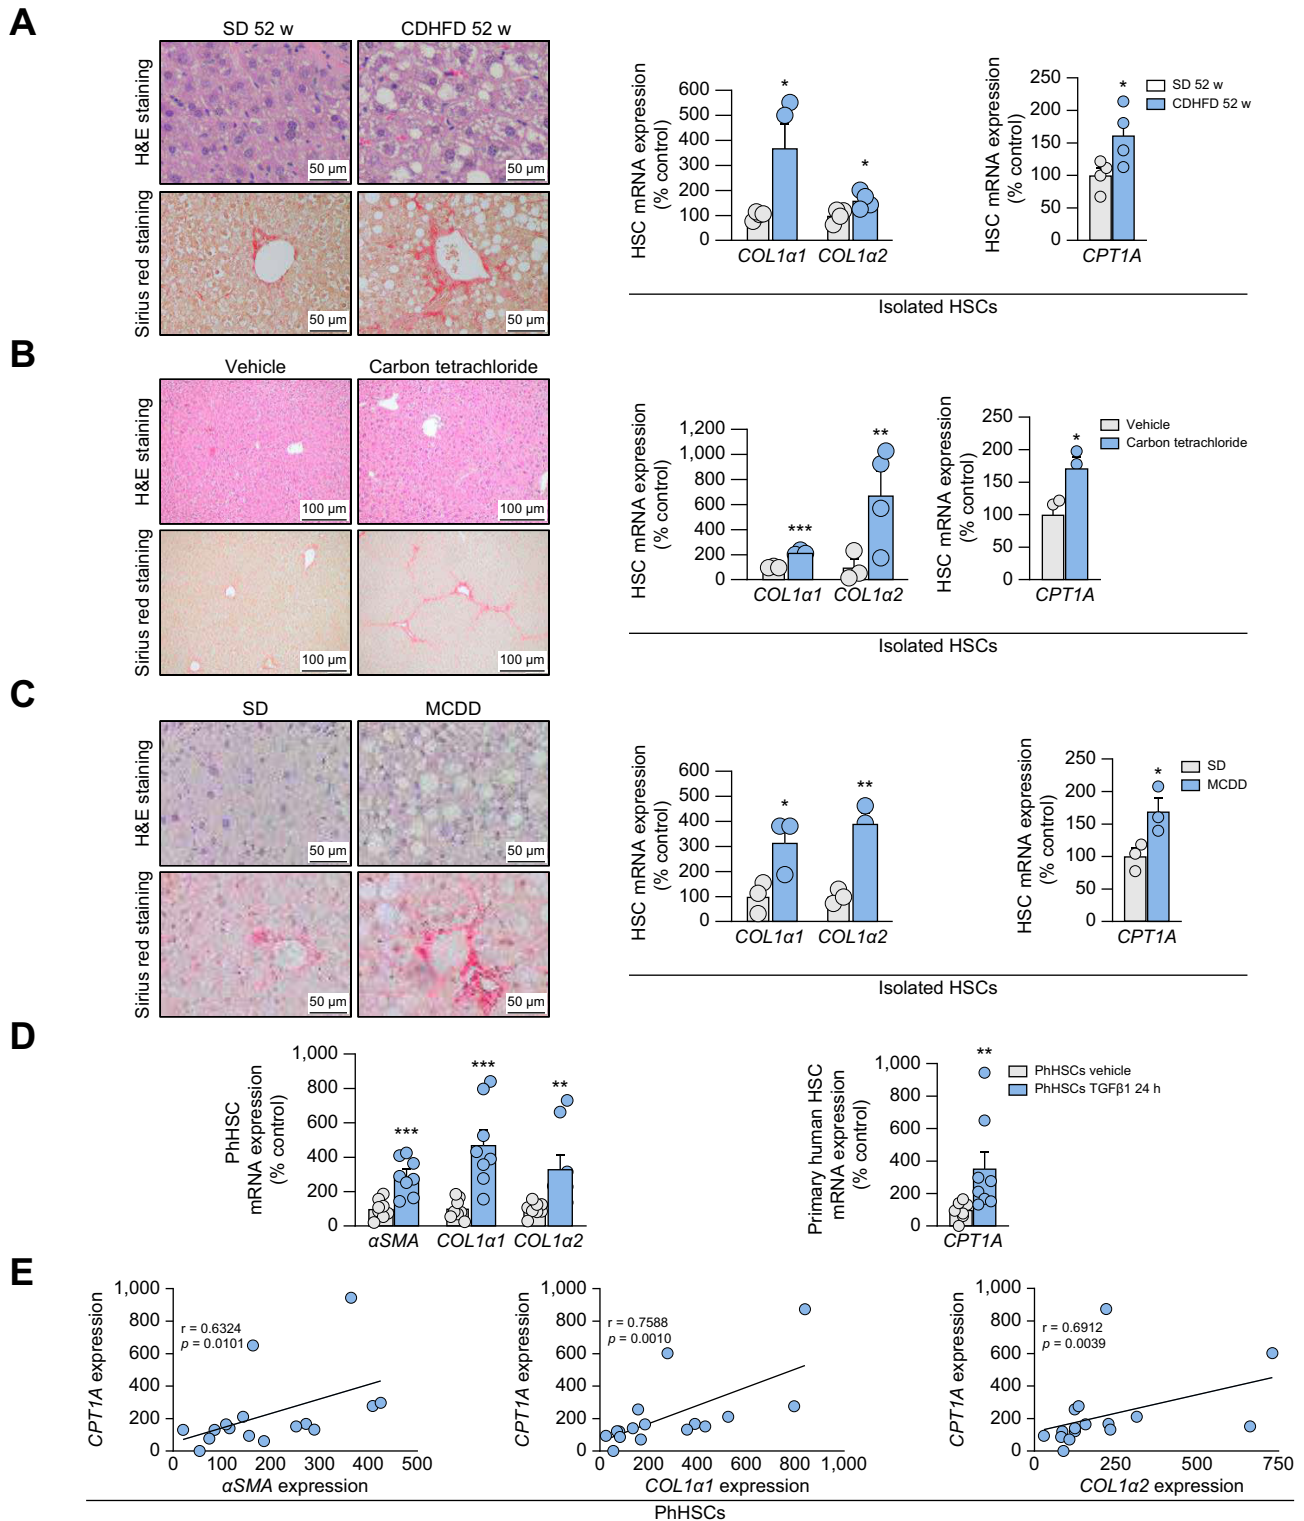 A
SD 52 w
CDHFD 52 w
H&E staining
50 µm
50 µm
Sirius red staining
50 µm
50 µm
HSC mRNA expression
(% control)
600
500
400
300
200
100
0
*
*
COL1α1
COL1α2
HSC mRNA expression
(% control)
250
200
150
100
50
0
*
CPT1A
SD 52 w
CDHFD 52 w
Isolated HSCs
B
Vehicle
Carbon tetrachloride
H&E staining
100 µm
100 µm
Sirius red staining
100 µm
100 µm
HSC mRNA expression
(% control)
1,200
1,000
800
600
400
200
0
***
**
COL1α1
COL1α2
HSC mRNA expression
(% control)
250
200
150
100
50
0
*
CPT1A
Vehicle
Carbon tetrachloride
Isolated HSCs
C
SD
MCDD
H&E staining
50 µm
50 µm
Sirius red staining
50 µm
50 µm
HSC mRNA expression
(% control)
600
500
400
300
200
100
0
*
**
COL1α1
COL1α2
HSC mRNA expression
(% control)
250
200
150
100
50
0
*
CPT1A
SD
MCDD
Isolated HSCs
D
PhHSC
mRNA expression
(% control)
1,000
800
600
400
200
0
***
***
**
αSMA
COL1α1
COL1α2
Primary human HSC
mRNA expression
(% control)
1,000
800
600
400
200
0
**
CPT1A
PhHSCs vehicle
PhHSCs TGFβ1 24 h
E
CPT1A expression
1,000
800
600
400
200
0
r = 0.6324
p = 0.0101
0 100 200 300 400 500
αSMA expression
CPT1A expression
1,000
800
600
400
200
0
r = 0.7588
p = 0.0010
0 200 400 600 800 1,000
COL1α1 expression
CPT1A expression
1,000
800
600
400
200
0
r = 0.6912
p = 0.0039
0 250 500 750
COL1α2 expression
PhHSCs